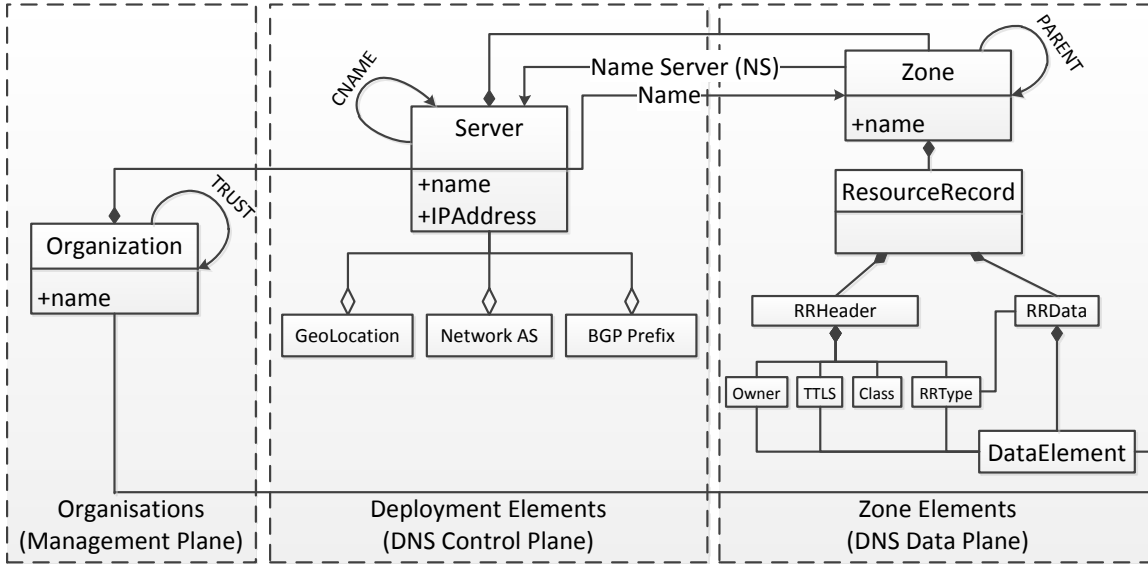 CNAME
Name Server (NS)
Name
Zone
+name
PARENT
Server
+name
+IPAddress
ResourceRecord
TRUST
Organization
+name
GeoLocation
Network AS
BGP Prefix
RRHeader
RRData
Owner
TTLS
Class
RRType
DataElement
Organisations
(Management Plane)
Deployment Elements
(DNS Control Plane)
Zone Elements
(DNS Data Plane)